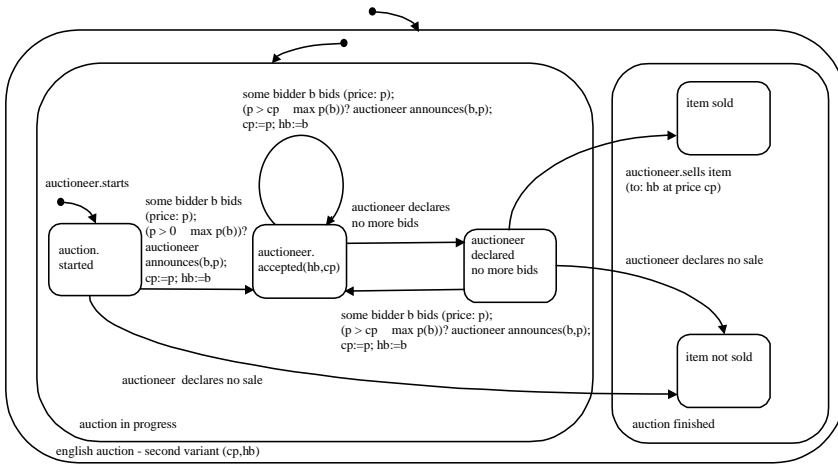 some bidder b bids (price: p);
(p > cp    max p(b))? auctioneer announces(b,p);
cp:=p; hb:=b
item sold
auctioneer.sells item
(to: hb at price cp)
auctioneer.starts
some bidder b bids
(price: p);
(p > 0    max p(b))?
auctioneer
announces(b,p);
cp:=p; hb:=b
auctioneer declares
no more bids
auction.
started
auctioneer.
accepted(hb,cp)
auctioneer
declared
no more bids
auctioneer declares no sale
some bidder b bids (price: p);
(p > cp    max p(b))? auctioneer announces(b,p);
cp:=p; hb:=b
item not sold
auctioneer  declares no sale
auction in progress
auction finished
english auction - second variant (cp,hb)